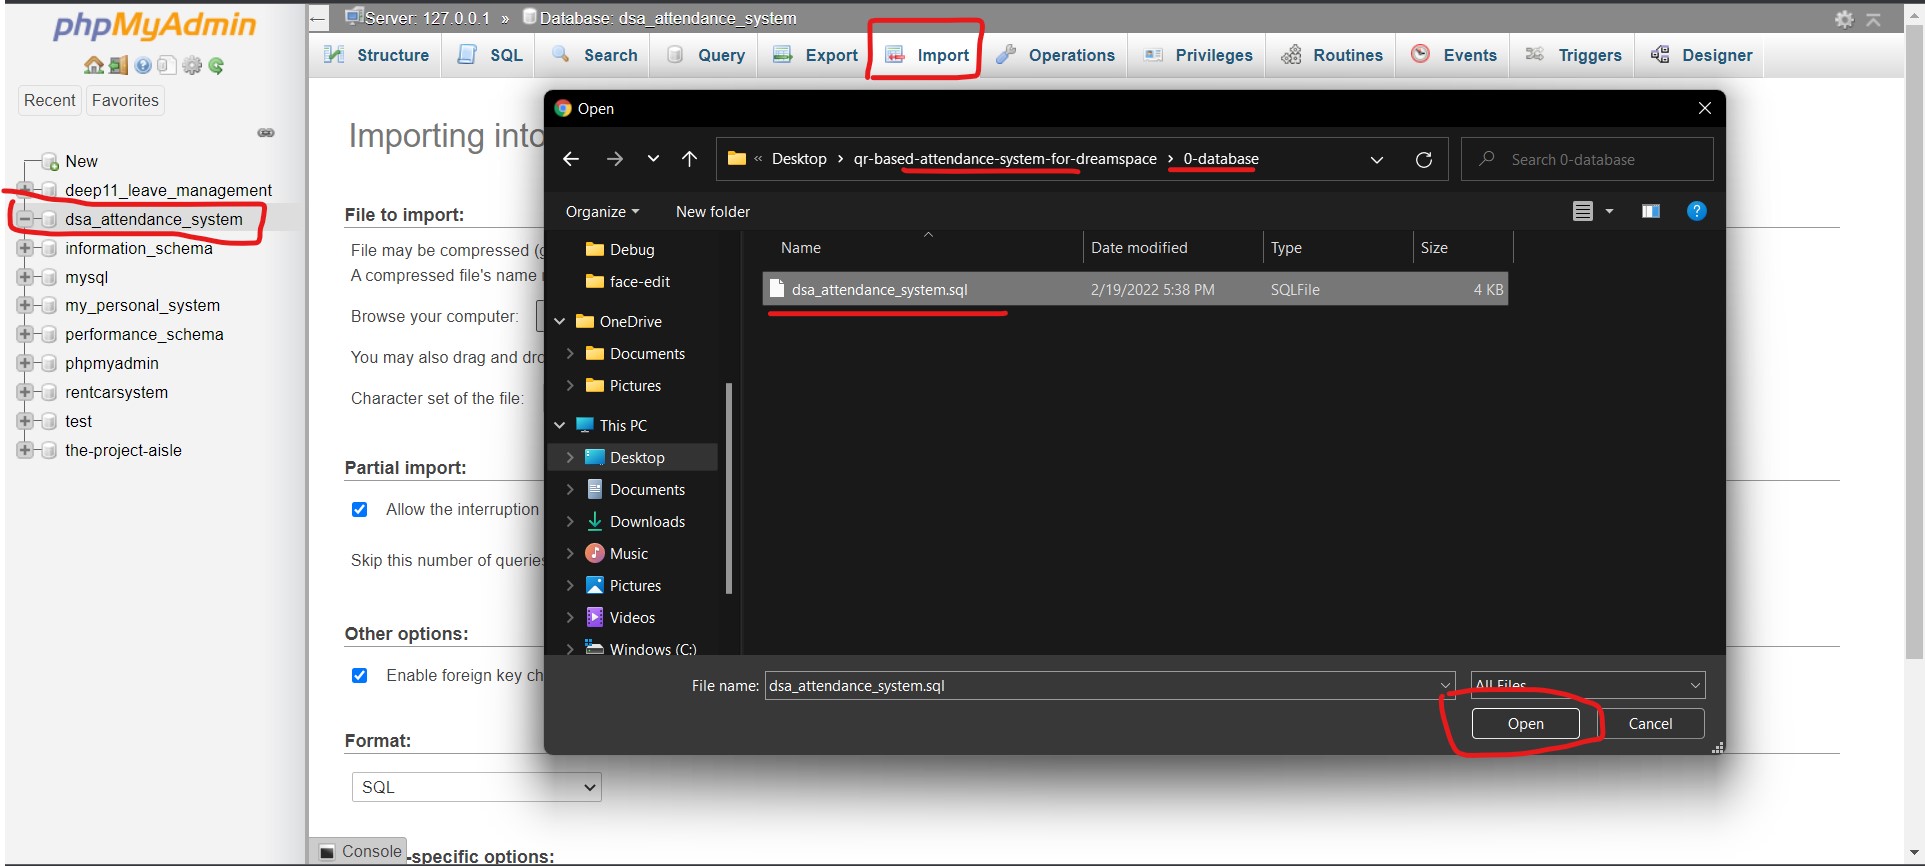 phpMyAdmin
Recent Favorites
New
deep11_leave_management
dsa_attendance_system
information_schema
mysql
my_personal_system
performance_schema
phpmyadmin
rentcarsystem
test
the-project-aisle
Server: 127.0.0.1 » Database: dsa_attendance_system
Structure SQL Search Query Export Import Operations Privileges Routines Events Triggers Designer
Importing into
File to import:
File may be compressed (g
A compressed file's name
Browse your computer:
You may also drag and dro
Character set of the file:
Partial import:
Allow the interruption
Skip this number of queries
Other options:
Enable foreign key ch
Format:
SQL
Console
-specific options:
Open
« Desktop › qr-based-attendance-system-for-dreamspace › 0-database
Search 0-database
Organize New folder
Debug
face-edit
OneDrive
Documents
Pictures
This PC
Desktop
Documents
Downloads
Music
Pictures
Videos
Windows (C:)
Name Date modified Type Size
dsa_attendance_system.sql 2/19/2022 5:38 PM SQLFile 4 KB
File name: dsa_attendance_system.sql All Files
Open Cancel